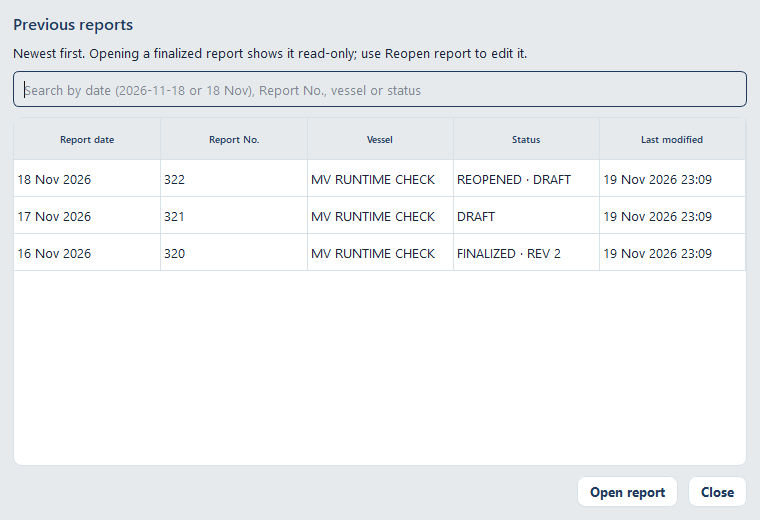 Previous reports
Newest first. Opening a finalized report shows it read-only; use Reopen report to edit it.
Search by date (2026-11-18 or 18 Nov), Report No., vessel or status
Report date Report No. Vessel Status Last modified
18 Nov 2026 322 MV RUNTIME CHECK REOPENED · DRAFT 19 Nov 2026 23:09
17 Nov 2026 321 MV RUNTIME CHECK DRAFT 19 Nov 2026 23:09
16 Nov 2026 320 MV RUNTIME CHECK FINALIZED · REV 2 19 Nov 2026 23:09
Open report Close